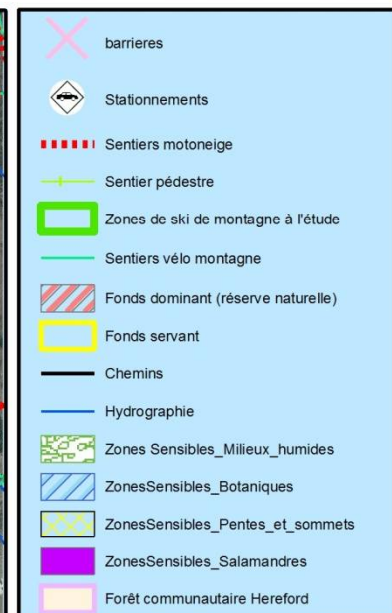 barrieres
Stationnements
Sentiers motoneige
Sentier pédestre
Zones de ski de montagne à l'étude
Sentiers vélo montagne
Fonds dominant (réserve naturelle)
Fonds servant
Chemins
Hydrographie
Zones Sensibles_Milieux_humides
ZonesSensibles_Botaniques
ZonesSensibles_Pentes_et_sommets
ZonesSensibles_Salamandres
Forêt communautaire Hereford